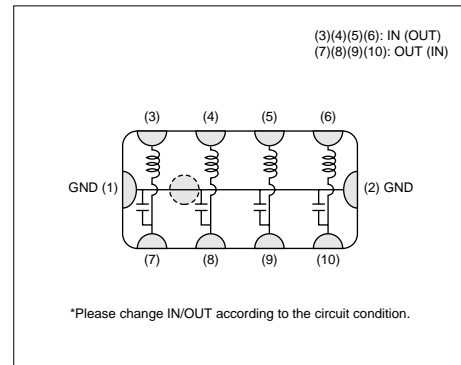 (3)(4)(5)(6): IN (OUT)
(7)(8)(9)(10): OUT (IN)
(3) (4) (5) (6)
GND (1) (2) GND
(7) (8) (9) (10)
*Please change IN/OUT according to the circuit condition.